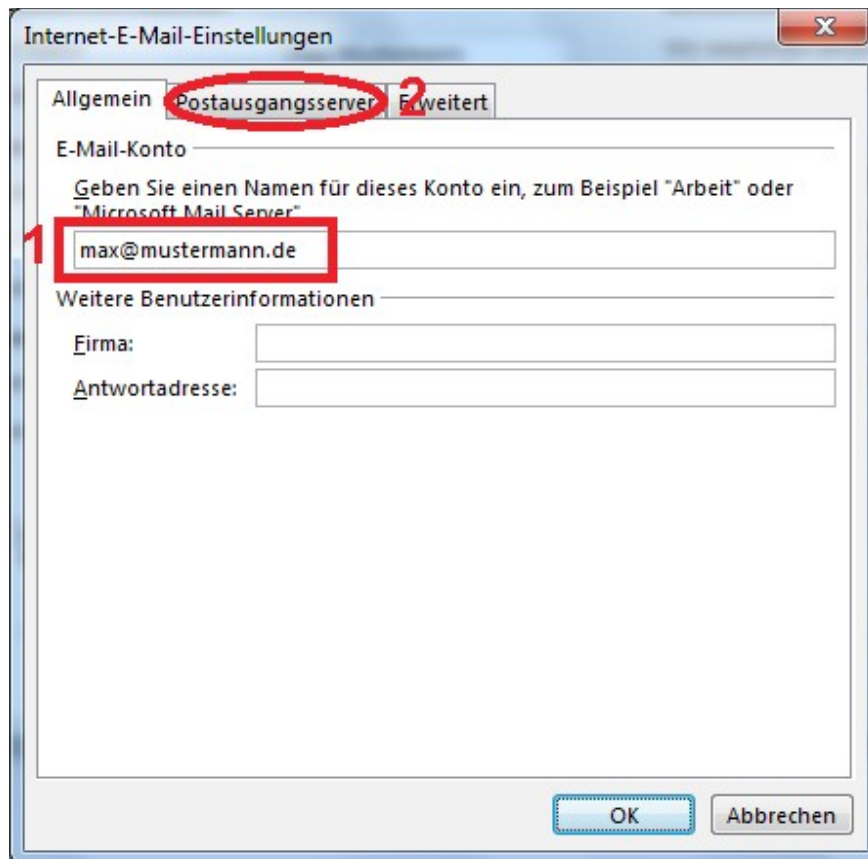 Internet-E-Mail-Einstellungen
Allgemein Postausgangsserver 2 Erweitert
E-Mail-Konto
Geben Sie einen Namen für dieses Konto ein, zum Beispiel "Arbeit" oder
"Microsoft Mail Server"
1 max@mustermann.de
Weitere Benutzerinformationen
Firma:
Antwortadresse:
OK Abbrechen